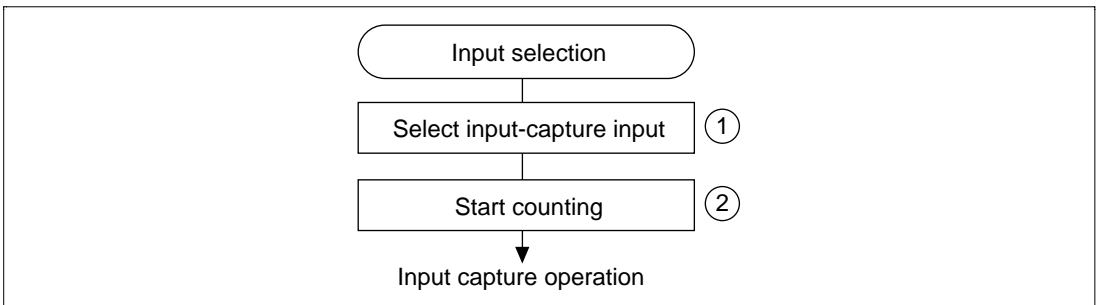 Input selection
Select input-capture input ①
Start counting ②
Input capture operation